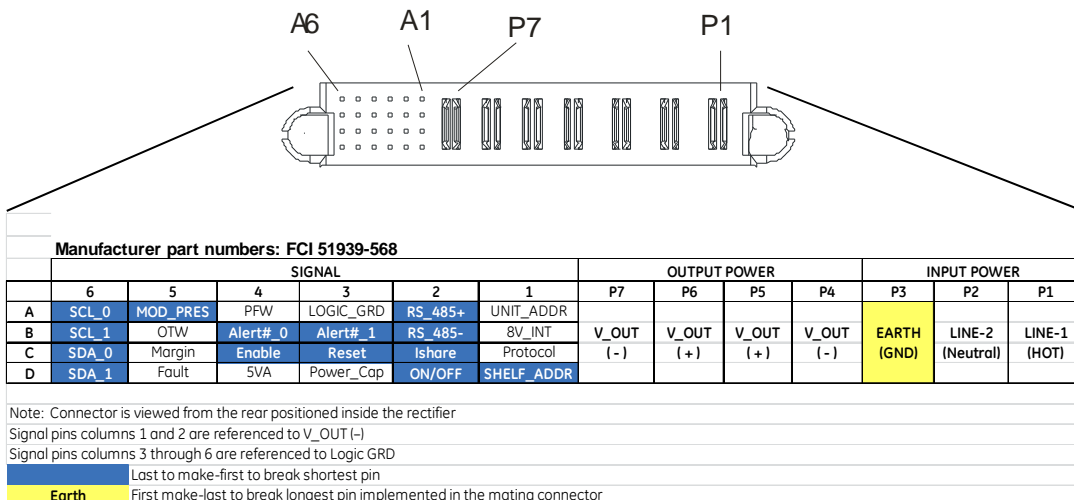 A6 A1 P7 P1
Manufacturer part numbers: FCI 51939-568
SIGNAL OUTPUT POWER INPUT POWER
6 5 4 3 2 1 P7 P6 P5 P4 P3 P2 P1
A SCL_0 MOD_PRES PFW LOGIC_GRD RS_485+ UNIT_ADDR
B SCL_1 OTW Alert#_0 Alert#_1 RS_485- 8V_INT V_OUT V_OUT V_OUT V_OUT EARTH LINE-2 LINE-1
C SDA_0 Margin Enable Reset Ishare Protocol (-) (+) (+) (-) (GND) (Neutral) (HOT)
D SDA_1 Fault 5VA Power_Cap ON/OFF SHELF_ADDR
Note: Connector is viewed from the rear positioned inside the rectifier
Signal pins columns 1 and 2 are referenced to V_OUT (–)
Signal pins columns 3 through 6 are referenced to Logic GRD
Last to make-first to break shortest pin
Earth First make-last to break longest pin implemented in the mating connector